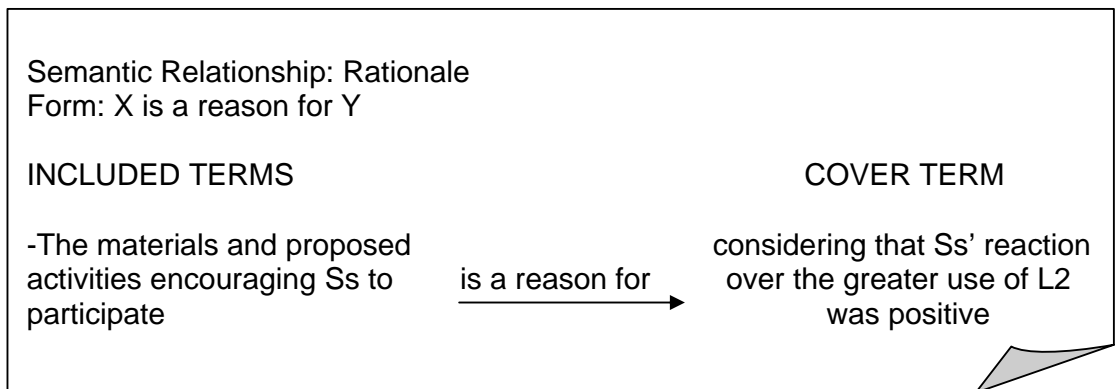 Semantic Relationship: Rationale
Form: X is a reason for Y
INCLUDED TERMS
COVER TERM
-The materials and proposed
activities encouraging Ss to
participate
is a reason for
considering that Ss’ reaction
over the greater use of L2
was positive